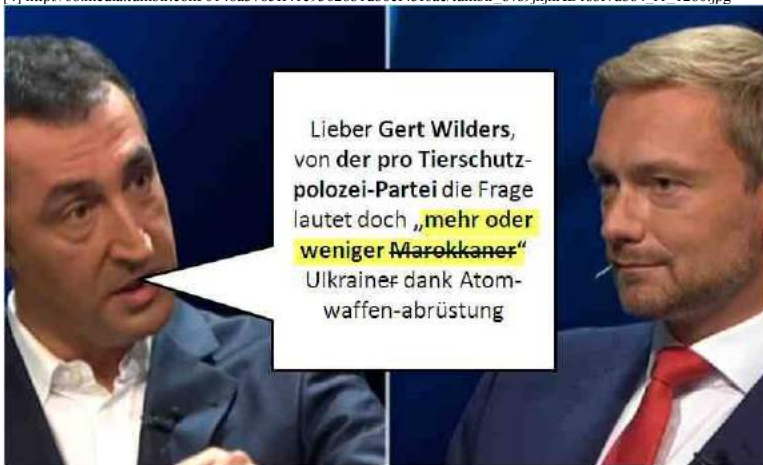 Lieber Gert Wilders,
von der pro Tierschutz-
polozei-Partei die Frage
lautet doch „mehr oder
weniger Marokkaner“
Ulkrainer dank Atom-
waffen-abrüstung